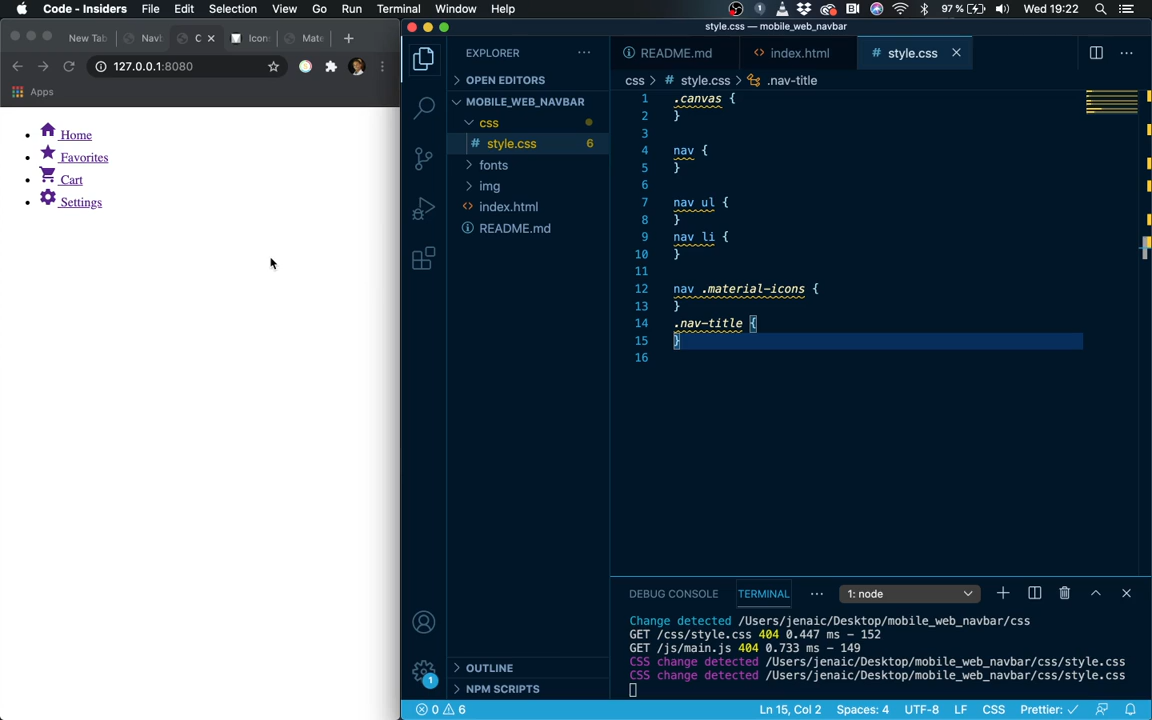 Code - Insiders File Edit Selection View Go Run Terminal Window Help 97 % Wed 19:22
style.css — mobile_web_navbar
New Tab Navl C Icon Mate
127.0.0.1:8080
Apps
Home
Favorites
Cart
Settings
EXPLORER
OPEN EDITORS
MOBILE_WEB_NAVBAR
css
# style.css 6
fonts
img
<> index.html
README.md
OUTLINE
NPM SCRIPTS
1
README.md <> index.html # style.css
css > # style.css > .nav-title
1 .canvas {
2 }
3
4 nav {
5 }
6
7 nav ul {
8 }
9 nav li {
10 }
11
12 nav .material-icons {
13 }
14 .nav-title {
15 }
16
DEBUG CONSOLE TERMINAL ... 1: node
Change detected /Users/jenaic/Desktop/mobile_web_navbar/css
GET /css/style.css 404 0.447 ms - 152
GET /js/main.js 404 0.733 ms - 149
CSS change detected /Users/jenaic/Desktop/mobile_web_navbar/css/style.css
CSS change detected /Users/jenaic/Desktop/mobile_web_navbar/css/style.css
0 6 Ln 15, Col 2 Spaces: 4 UTF-8 LF CSS Prettier: ✓